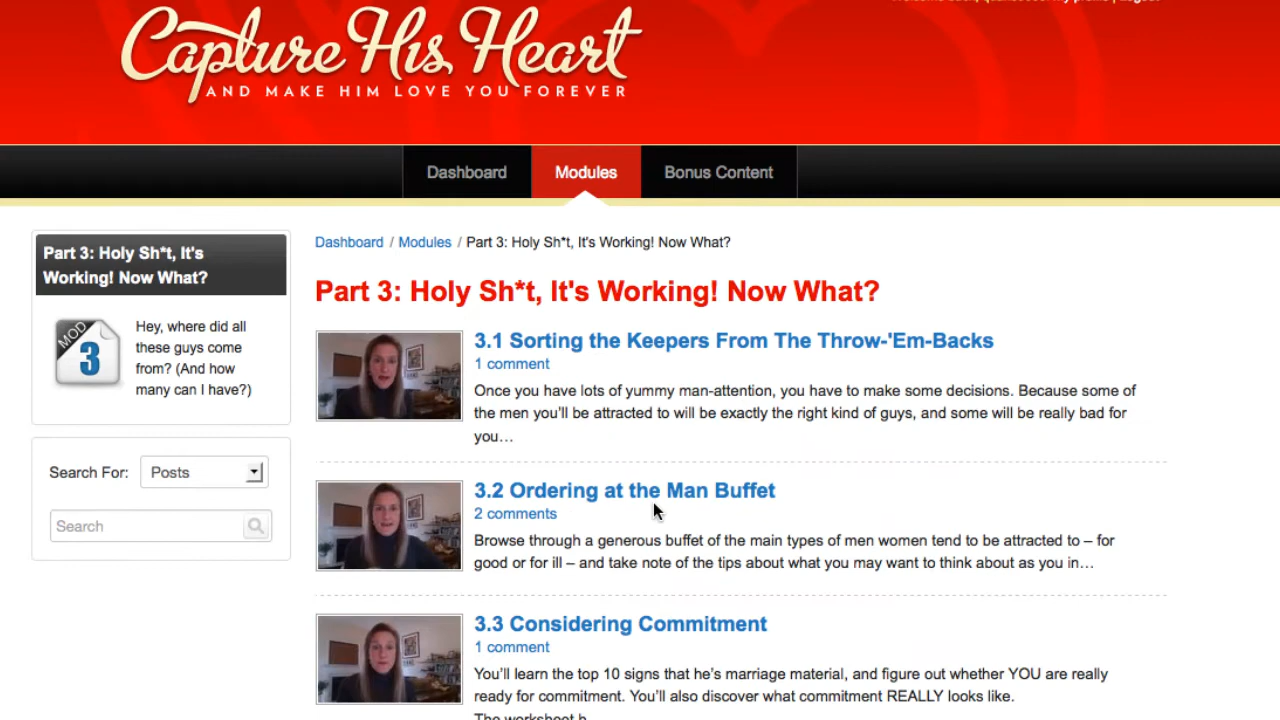 Capture His Heart
AND MAKE HIM LOVE YOU FOREVER
Dashboard
Modules
Bonus Content
Part 3: Holy Sh*t, It's
Working! Now What?
MOD
3
Hey, where did all
these guys come
from? (And how
many can I have?)
Search For:
Posts
Search
Dashboard / Modules / Part 3: Holy Sh*t, It's Working! Now What?
Part 3: Holy Sh*t, It's Working! Now What?
3.1 Sorting the Keepers From The Throw-'Em-Backs
1 comment
Once you have lots of yummy man-attention, you have to make some decisions. Because some of
the men you'll be attracted to will be exactly the right kind of guys, and some will be really bad for
you…
3.2 Ordering at the Man Buffet
2 comments
Browse through a generous buffet of the main types of men women tend to be attracted to – for
good or for ill – and take note of the tips about what you may want to think about as you in…
3.3 Considering Commitment
1 comment
You'll learn the top 10 signs that he's marriage material, and figure out whether YOU are really
ready for commitment. You'll also discover what commitment REALLY looks like.
The worksheet h